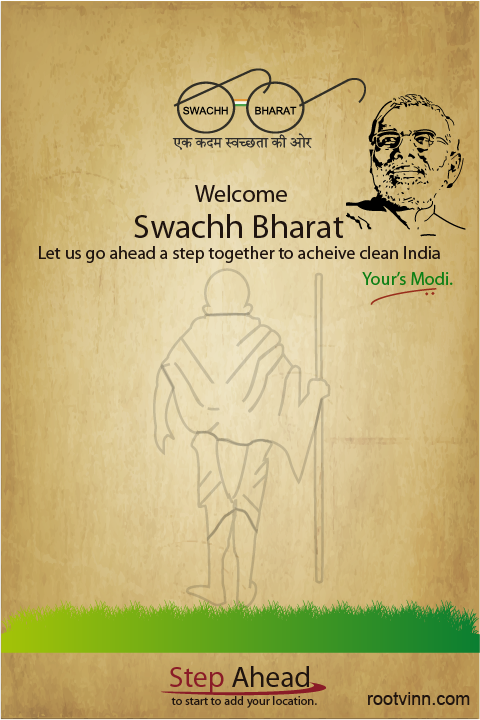 SWACHH BHARAT
एक कदम स्वच्छता की ओर
Welcome
Swachh Bharat
Let us go ahead a step together to acheive clean India
Your's Modi.
Step Ahead
to start to add your location.
rootvinn.com